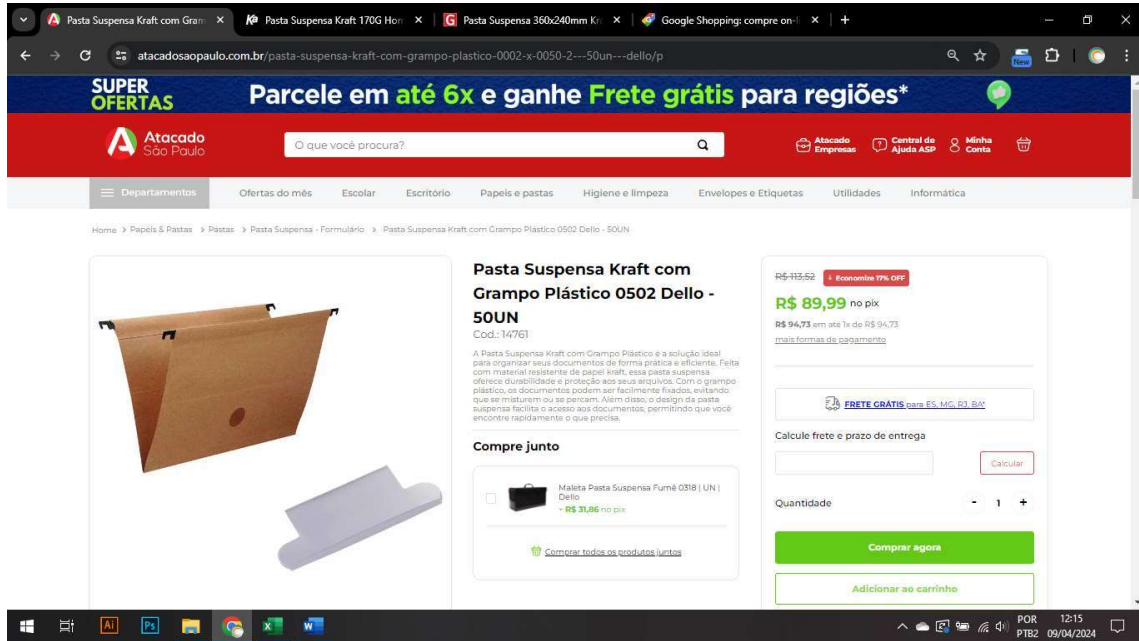 Pasta Suspensa Kraft com Gram
Pasta Suspensa Kraft 170G Hor
Pasta Suspensa 360x240mm Kr
Google Shopping: compre on-l
atacadosaopaulo.com.br/pasta-suspensa-kraft-com-grampo-plastico-0002-x-0050-2---50un---dello/p
New
SUPER
OFERTAS
Parcele em até 6x e ganhe Frete grátis para regiões*
Atacado
São Paulo
O que você procura?
Atacado
Empresas
Central de
Ajuda ASP
Minha
Conta
Departamentos
Ofertas do mês
Escolar
Escritório
Papeis e pastas
Higiene e limpeza
Envelopes e Etiquetas
Utilidades
Informática
Home > Papéis & Pastas > Pastas > Pasta Suspensa - Formulário > Pasta Suspensa Kraft com Grampo Plástico 0502 Dello - 50UN
Pasta Suspensa Kraft com
Grampo Plástico 0502 Dello -
50UN
Cod.: 14761
A Pasta Suspensa Kraft com Grampo Plástico é a solução ideal
para organizar seus documentos de forma prática e eficiente. Feita
com material resistente de papel kraft, essa pasta suspensa
oferece durabilidade e proteção aos seus arquivos. Com o grampo
plástico, os documentos podem ser facilmente fixados, evitando
que se misturem ou se percam. Além disso, o design da pasta
suspensa facilita o acesso aos documentos, permitindo que você
encontre rapidamente o que precisa.
Compre junto
Maleta Pasta Suspensa Fumê 0318 | UN |
Dello
+ R$ 31,86 no pix
Comprar todos os produtos juntos
R$ 113,52
Economize 17% OFF
R$ 89,99 no pix
R$ 94,73 em até 1x de R$ 94,73
mais formas de pagamento
FRETE GRÁTIS para ES, MG, RJ, BA*
Calcule frete e prazo de entrega
Calcular
Quantidade
- 1 +
Comprar agora
Adicionar ao carrinho
Ai
Ps
POR
PTB2
12:15
09/04/2024